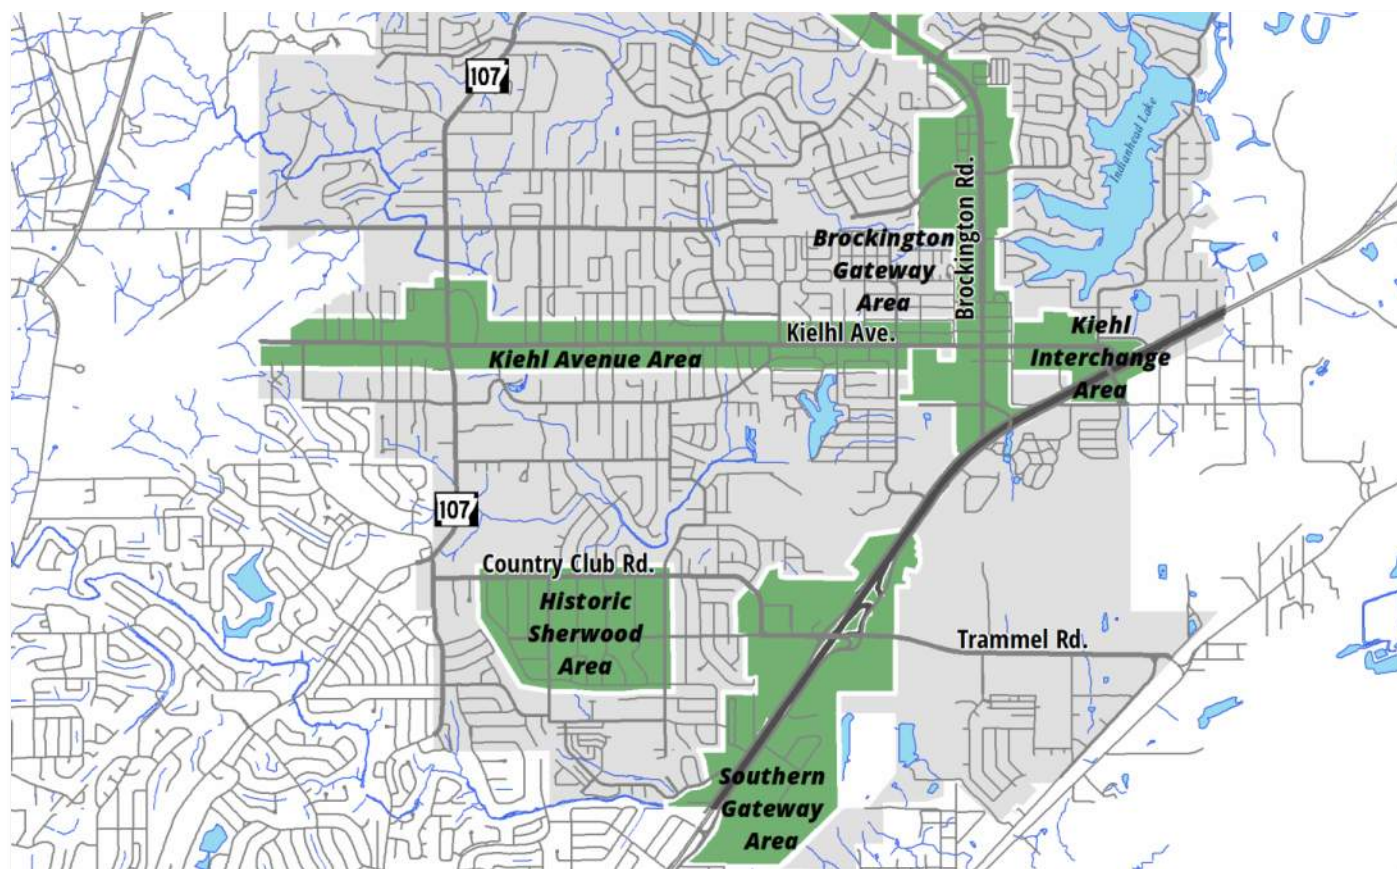 107
Indianhead Lake
Brockington Rd.
Brockington
Gateway
Area
Kielhl Ave.
Kiehl
Interchange
Area
Kiehl Avenue Area
107
Country Club Rd.
Historic
Sherwood
Area
Trammel Rd.
Southern
Gateway
Area